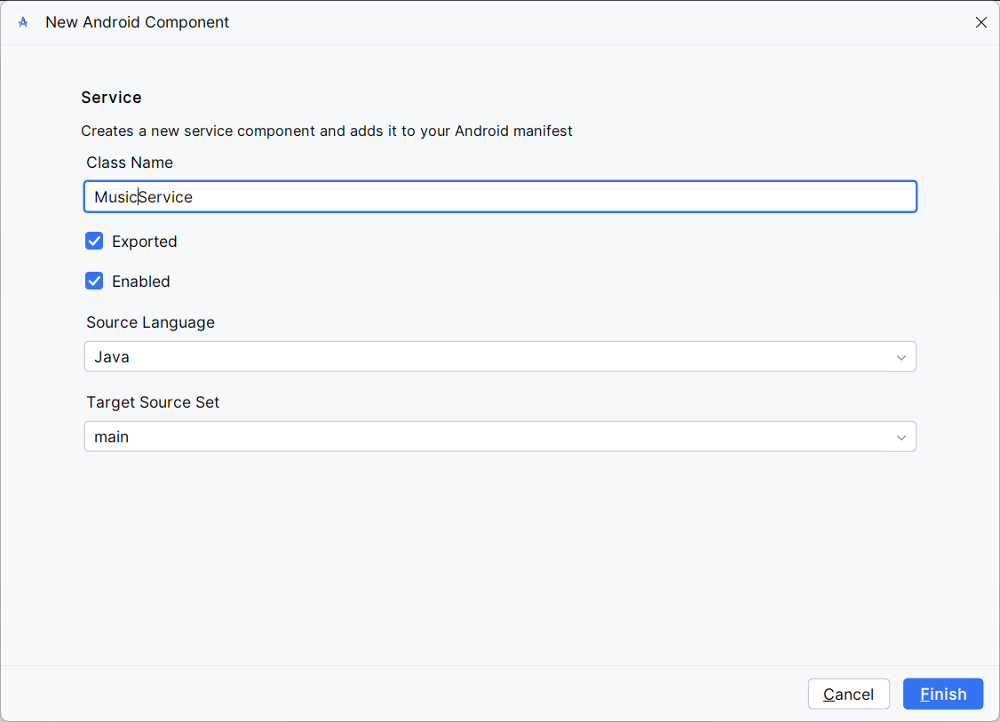 New Android Component
Service
Creates a new service component and adds it to your Android manifest
Class Name
MusicService
Exported
Enabled
Source Language
Java
Target Source Set
main
Cancel
Finish